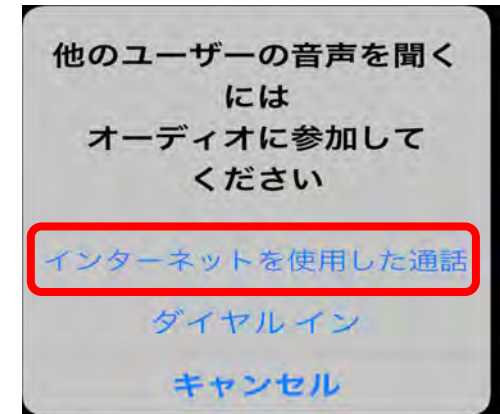 他のユーザーの音声を聞く
には
オーディオに参加して
ください
インターネットを使用した通話
ダイヤル イン
キャンセル